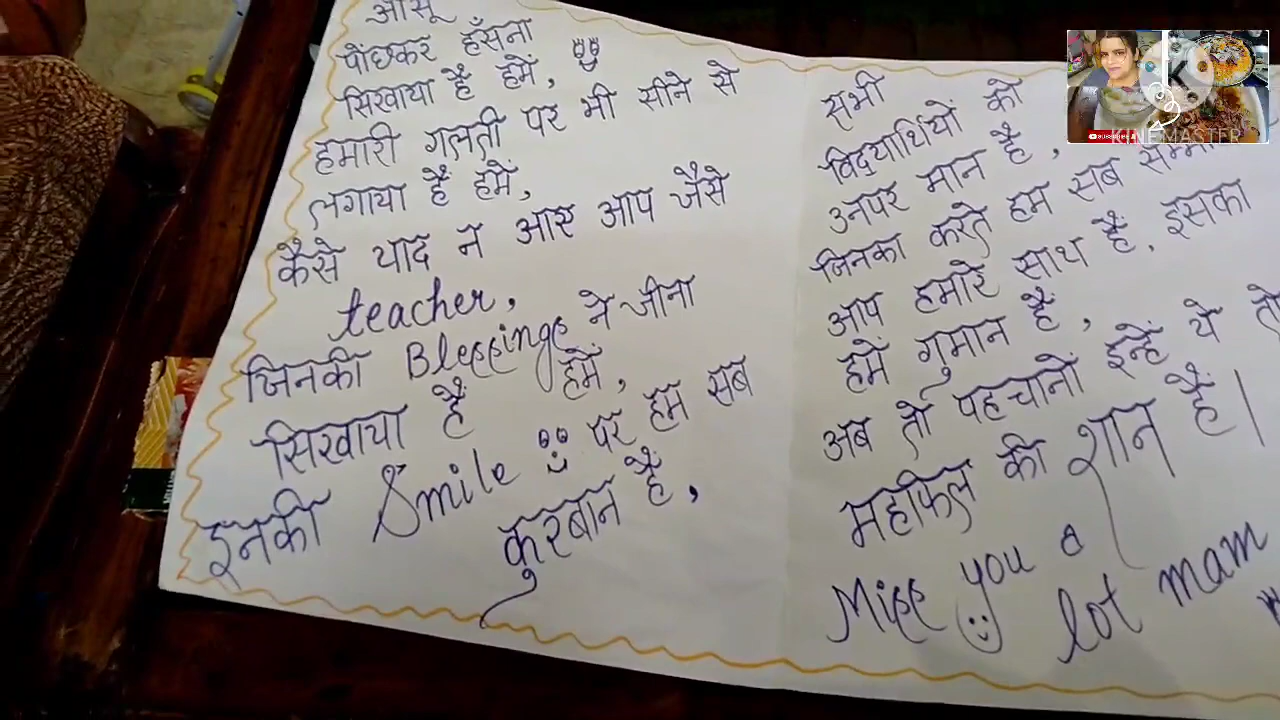 आंसू
पोंछकर हँसना
सिखाया है हमें,
हमारी गलती पर भी सीने से
लगाया है हमें,
कैसे याद न आए आप जैसे
teacher,
जिनकी Blessings ने जीना
सिखाया है हमें,
इनकी Smile पर हम सब
कुरबान है,
सभी
विद्यार्थियों को
उनपर मान है,
जिनका करते हम सब
आप हमारे साथ हैं, इसका
हमें गुमान है,
अब तो पहचानों इन्हें ये तो
महफिल की शान हैं।
Miss you a
lot mam
KINEMASTER